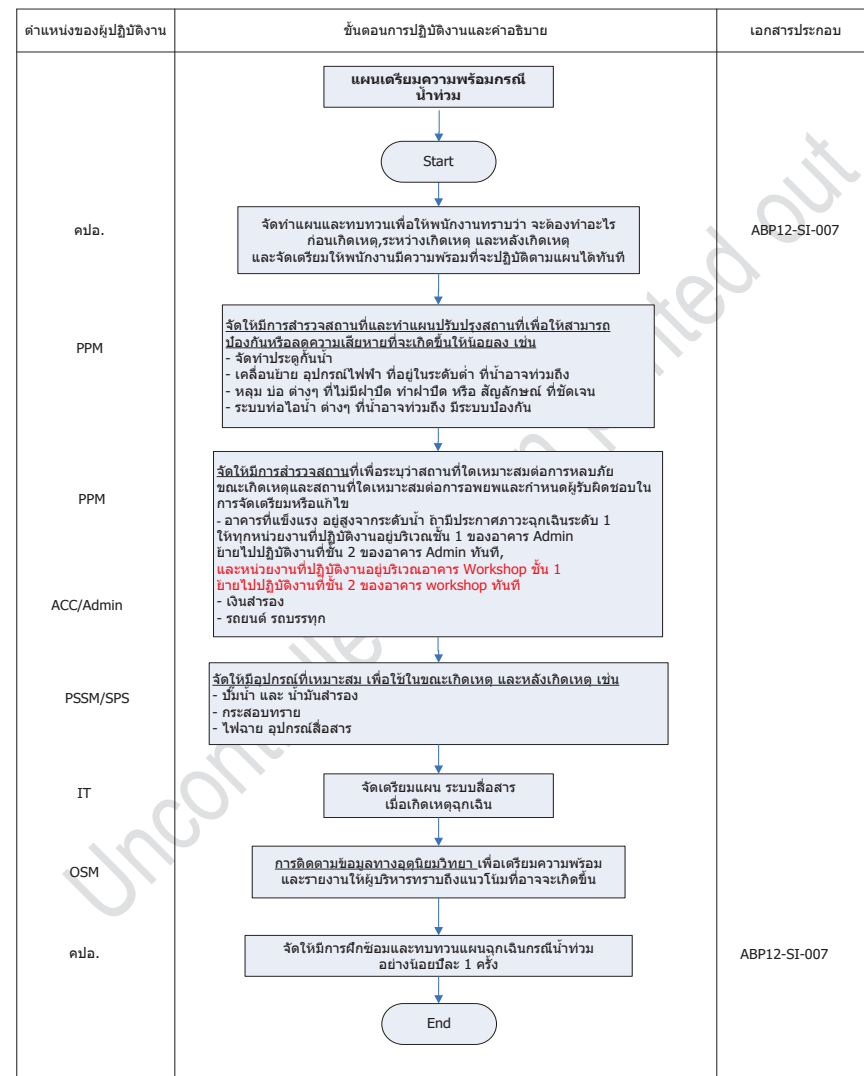 ตำแหน่งของผู้ปฏิบัติงาน
ขั้นตอนการปฏิบัติงานและคำอธิบาย
เอกสารประกอบ
แผนเตรียมความพร้อมกรณี
น้ำท่วม
Start
คปอ.
จัดทำแผนและทบทวนเพื่อให้พนักงานทราบว่า จะต้องทำอะไร
ก่อนเกิดเหตุ,ระหว่างเกิดเหตุ และหลังเกิดเหตุ
และจัดเตรียมให้พนักงานมีความพร้อมที่จะปฏิบัติตามแผนได้ทันที
ABP12-SI-007
PPM
จัดให้มีการสำรวจสถานที่และทำแผนปรับปรุงสถานที่เพื่อให้สามารถ
ป้องกันหรือลดความเสียหายที่จะเกิดขึ้นให้น้อยลง เช่น
- จัดทำประตูกั้นน้ำ
- เคลื่อนย้าย อุปกรณ์ไฟฟ้า ที่อยู่ในระดับต่ำ ที่น้ำอาจท่วมถึง
- หลุม บ่อ ต่างๆ ที่ไม่มีฝาปิด ทำฝาปิด หรือ สัญลักษณ์ ที่ชัดเจน
- ระบบท่อไอน้ำ ต่างๆ ที่น้ำอาจท่วมถึง มีระบบป้องกัน
PPM
จัดให้มีการสำรวจสถานที่เพื่อระบุว่าสถานที่ใดเหมาะสมต่อการหลบภัย
ขณะเกิดเหตุและสถานที่ใดเหมาะสมต่อการอพยพและกำหนดผู้รับผิดชอบใน
การจัดเตรียมหรือแก้ไข
- อาคารที่แข็งแรง อยู่สูงจากระดับน้ำ ถ้ามีประกาศภาวะฉุกเฉินระดับ 1
ให้ทุกหน่วยงานที่ปฏิบัติงานอยู่บริเวณชั้น 1 ของอาคาร Admin
ย้ายไปปฏิบัติงานที่ชั้น 2 ของอาคาร Admin ทันที,
และหน่วยงานที่ปฏิบัติงานอยู่บริเวณอาคาร Workshop ชั้น 1
ย้ายไปปฏิบัติงานที่ชั้น 2 ของอาคาร workshop ทันที
ACC/Admin
- เงินสำรอง
- รถยนต์ รถบรรทุก
PSSM/SPS
จัดให้มีอุปกรณ์ที่เหมาะสม เพื่อใช้ในขณะเกิดเหตุ และหลังเกิดเหตุ เช่น
- ปั๊มน้ำ และ น้ำมันสำรอง
- กระสอบทราย
- ไฟฉาย อุปกรณ์สื่อสาร
IT
จัดเตรียมแผน ระบบสื่อสาร
เมื่อเกิดเหตุฉุกเฉิน
OSM
การติดตามข้อมูลทางอุตุนิยมวิทยา เพื่อเตรียมความพร้อม
และรายงานให้ผู้บริหารทราบถึงแนวโน้มที่อาจจะเกิดขึ้น
คปอ.
จัดให้มีการฝึกซ้อมและทบทวนแผนฉุกเฉินกรณีน้ำท่วม
อย่างน้อยปีละ 1 ครั้ง
ABP12-SI-007
End